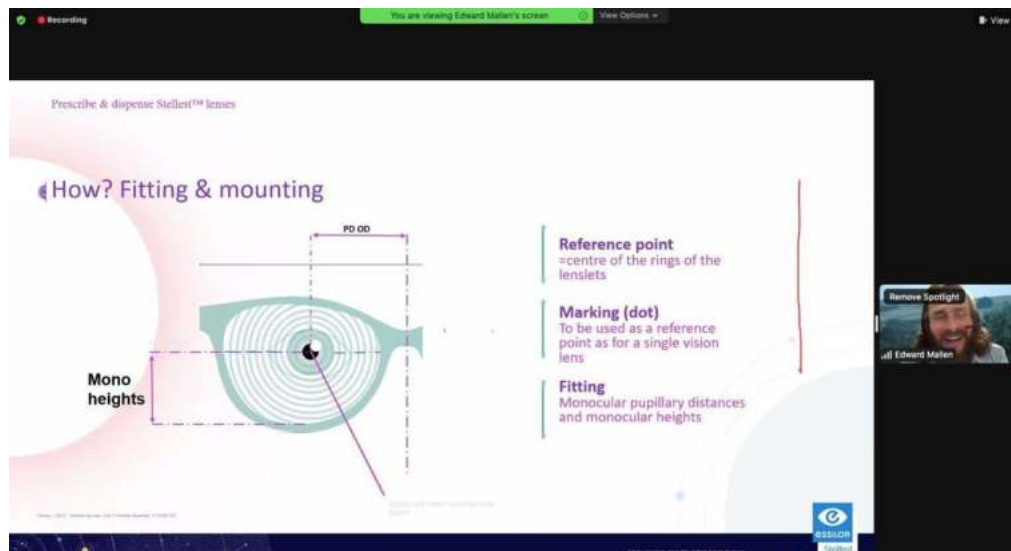 Recording
You are viewing Edward Mallen's screen
View Options
View
Prescribe & dispense Stellest™ lenses
How? Fitting & mounting
PD OD
Mono
heights
Reference point
=centre of the rings of the
lenslets
Marking (dot)
To be used as a reference
point as for a single vision
lens
Fitting
Monocular pupillary distances
and monocular heights
Remove Spotlight
Edward Mallen
essilor
Stellest